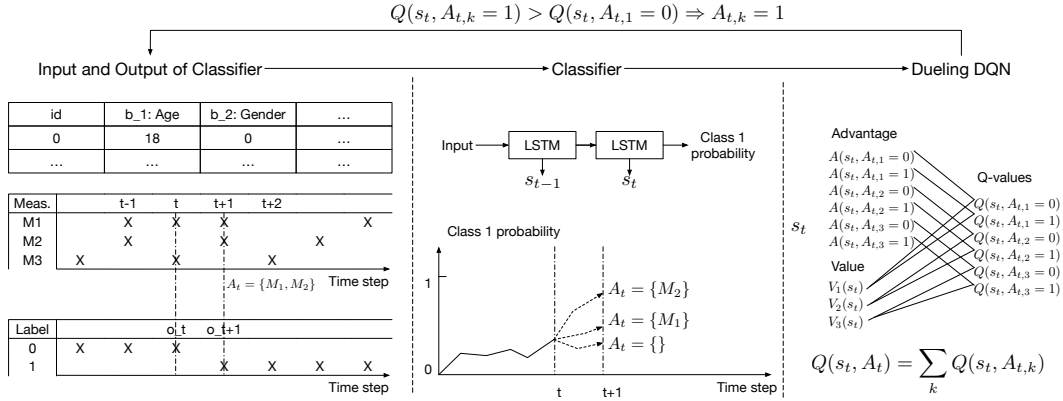 Q(s_t, A_{t,k} = 1) > Q(s_t, A_{t,1} = 0) ⇒ A_{t,k} = 1
Input and Output of Classifier
Classifier
Dueling DQN
id b_1: Age b_2: Gender ...
0 18 0 ...
... ... ... ...
Meas. t-1 t t+1 t+2
M1 X X X X
M2 X X X
M3 X X X
Time step
A_t = {M_1, M_2}
Label o_t o_t+1
0 X X X
1 X X X X
Time step
Input LSTM LSTM Class 1
probability
s_{t-1} s_t
Class 1 probability
1
A_t = {M_2}
A_t = {M_1}
A_t = {}
0
t t+1 Time step
Advantage
A(s_t, A_{t,1} = 0)
A(s_t, A_{t,1} = 1)
A(s_t, A_{t,2} = 0)
A(s_t, A_{t,2} = 1)
A(s_t, A_{t,3} = 0)
A(s_t, A_{t,3} = 1)
s_t
Value
V_1(s_t)
V_2(s_t)
V_3(s_t)
Q-values
Q(s_t, A_{t,1} = 0)
Q(s_t, A_{t,1} = 1)
Q(s_t, A_{t,2} = 0)
Q(s_t, A_{t,2} = 1)
Q(s_t, A_{t,3} = 0)
Q(s_t, A_{t,3} = 1)
Q(s_t, A_t) = ∑_k Q(s_t, A_{t,k})